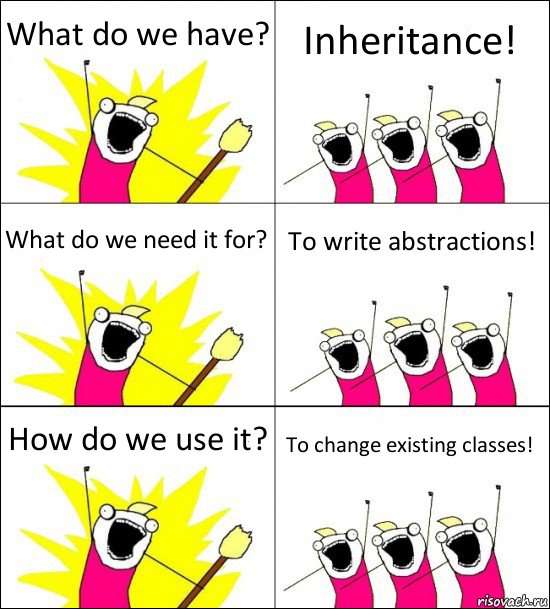 What do we have?
Inheritance!
What do we need it for?
To write abstractions!
How do we use it?
To change existing classes!
risovach.ru